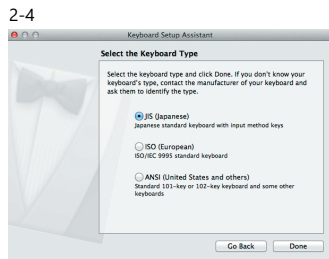 2-4
Keyboard Setup Assistant
Select the Keyboard Type
Select the keyboard type and click Done. If you don't know your
keyboard's type, contact the manufacturer of your keyboard and
ask them to identify the type.
JIS (Japanese)
Japanese standard keyboard with input method keys
ISO (European)
ISO/IEC 9995 standard keyboard
ANSI (United States and others)
Standard 101-key or 102-key keyboard and some other
keyboards
Go Back Done